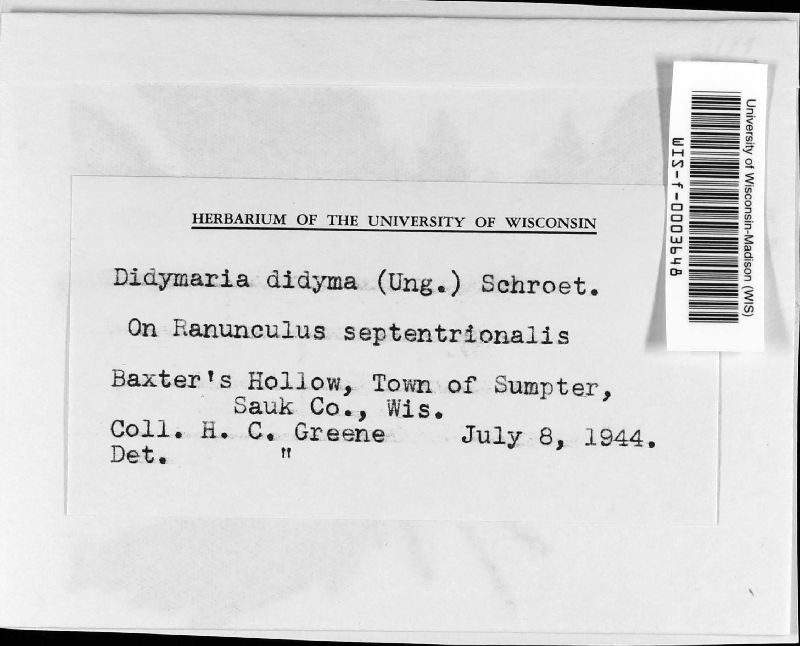 HERBARIUM OF THE UNIVERSITY OF WISCONSIN
Didymaria didyma (Ung.) Schroet.
On Ranunculus septentrionalis
Baxter's Hollow, Town of Sumpter,
Sauk Co., Wis.
Coll. H. C. Greene July 8, 1944.
Det. "
University of Wisconsin-Madison (WIS)
WIS-f-0003648